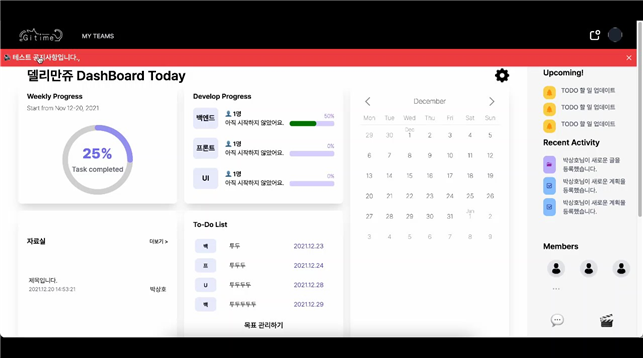 Gitime
MY TEAMS
테스트 공지사항입니다.
델리만쥬 DashBoard Today
Weekly Progress
Start from Nov 12-20, 2021
25%
Task completed
Develop Progress
백엔드
1명
아직 시작하지 않았어요.
50%
프론트
1명
아직 시작하지 않았어요.
0%
UI
1명
아직 시작하지 않았어요.
0%
December
Mon Tue Wed Thu Fri Sat Sun
29 30 Dec 1 2 3 4 5
6 7 8 9 10 11 12
13 14 15 16 17 18 19
20 21 22 23 24 25 26
27 28 29 30 31 Jan 1 2
3 4 5 6 7 8 9
Upcoming!
TODO 할 일 업데이트
TODO 할 일 업데이트
TODO 할 일 업데이트
Recent Activity
박상호님이 새로운 글을
등록했습니다.
박상호님이 새로운 계획을
등록했습니다.
박상호님이 새로운 계획을
등록했습니다.
Members
...
자료실
더보기 >
제목입니다.
2021.12.20 14:53:21
박상호
To-Do List
백 투두 2021.12.23
프 투두두 2021.12.24
U 투두두두 2021.12.28
백 투두두두두 2021.12.29
목표 관리하기